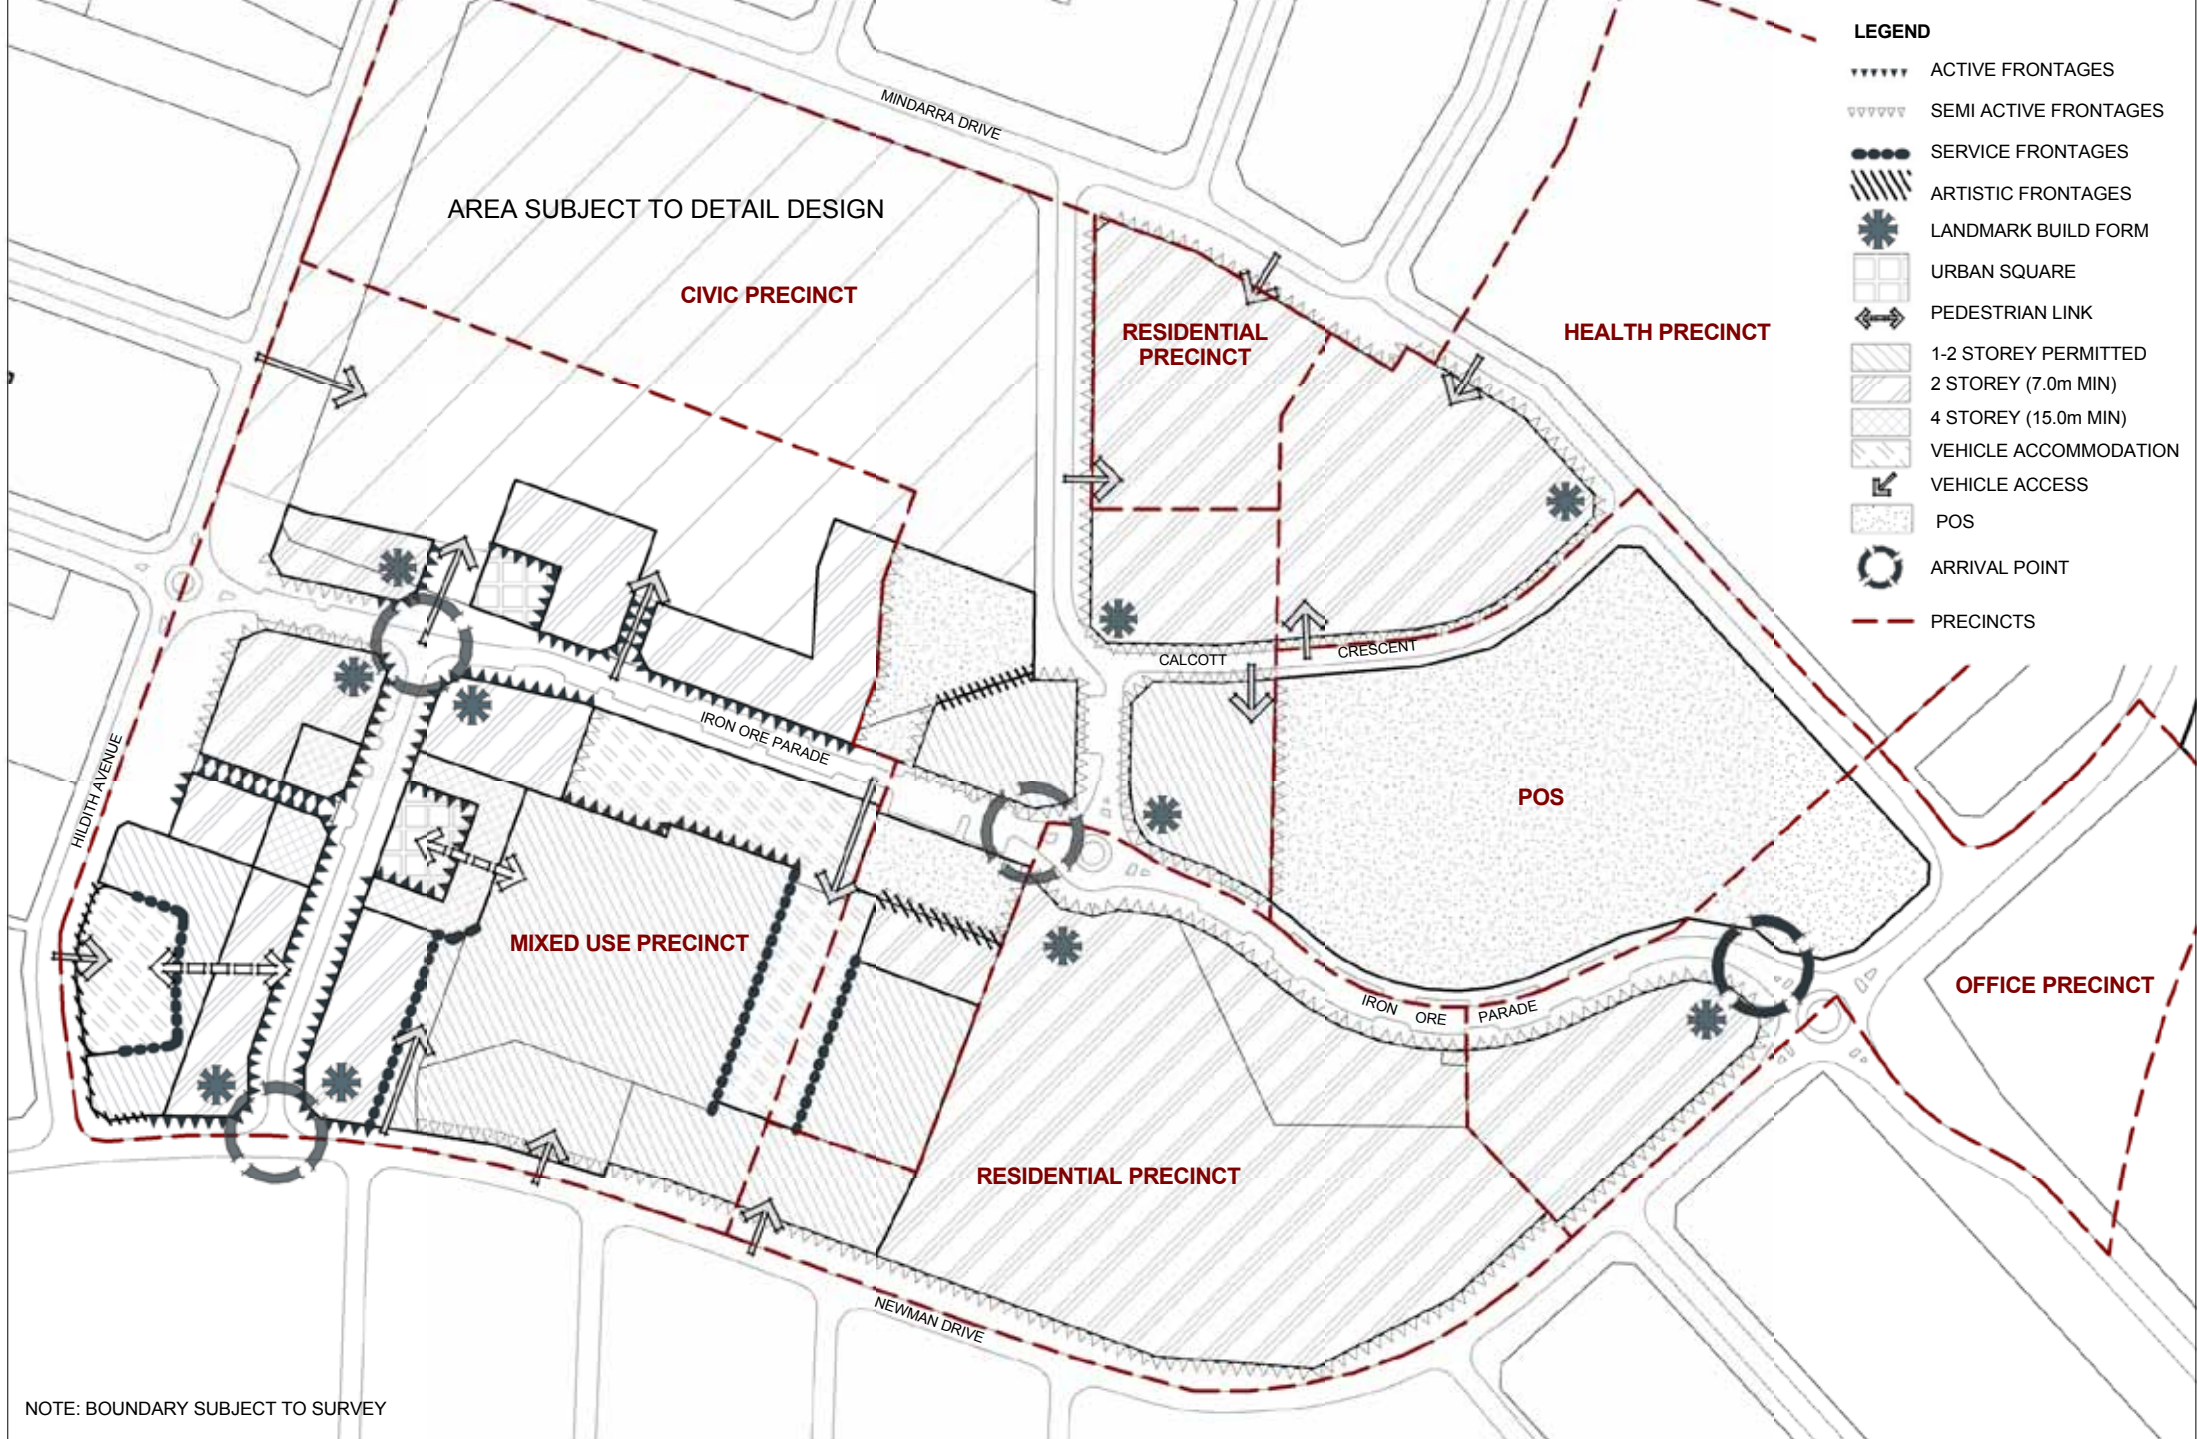 LEGEND
ACTIVE FRONTAGES
SEMI ACTIVE FRONTAGES
SERVICE FRONTAGES
ARTISTIC FRONTAGES
LANDMARK BUILD FORM
URBAN SQUARE
PEDESTRIAN LINK
1-2 STOREY PERMITTED
2 STOREY (7.0m MIN)
4 STOREY (15.0m MIN)
VEHICLE ACCOMMODATION
VEHICLE ACCESS
POS
ARRIVAL POINT
PRECINCTS
MINDARRA DRIVE
AREA SUBJECT TO DETAIL DESIGN
CIVIC PRECINCT
RESIDENTIAL
PRECINCT
HEALTH PRECINCT
CALCOTT
CRESCENT
IRON ORE PARADE
HILDITH AVENUE
POS
MIXED USE PRECINCT
OFFICE PRECINCT
IRON ORE PARADE
RESIDENTIAL PRECINCT
NEWMAN DRIVE
NOTE: BOUNDARY SUBJECT TO SURVEY